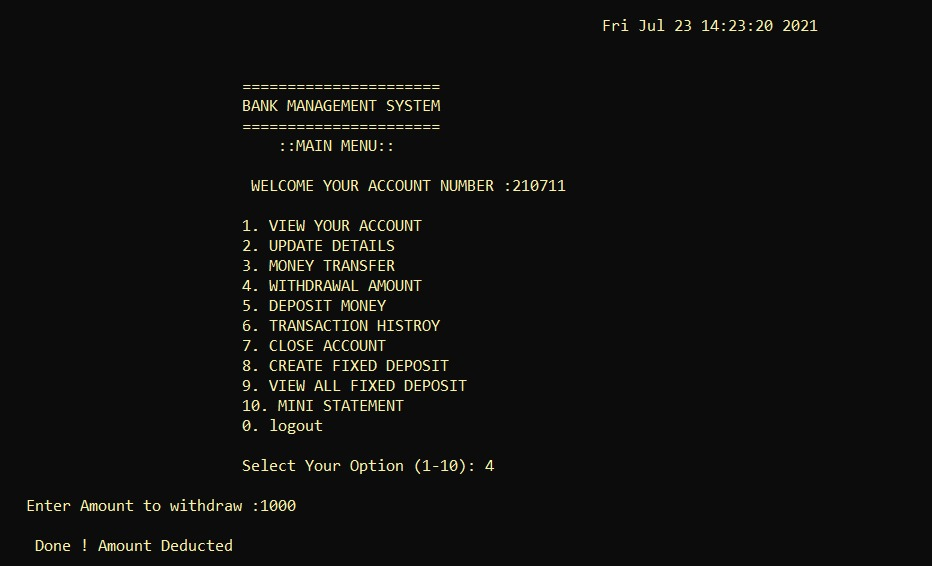 Fri Jul 23 14:23:20 2021
======================
BANK MANAGEMENT SYSTEM
======================
::MAIN MENU::
WELCOME YOUR ACCOUNT NUMBER :210711
1. VIEW YOUR ACCOUNT
2. UPDATE DETAILS
3. MONEY TRANSFER
4. WITHDRAWAL AMOUNT
5. DEPOSIT MONEY
6. TRANSACTION HISTROY
7. CLOSE ACCOUNT
8. CREATE FIXED DEPOSIT
9. VIEW ALL FIXED DEPOSIT
10. MINI STATEMENT
0. logout
Select Your Option (1-10): 4
Enter Amount to withdraw :1000
Done ! Amount Deducted